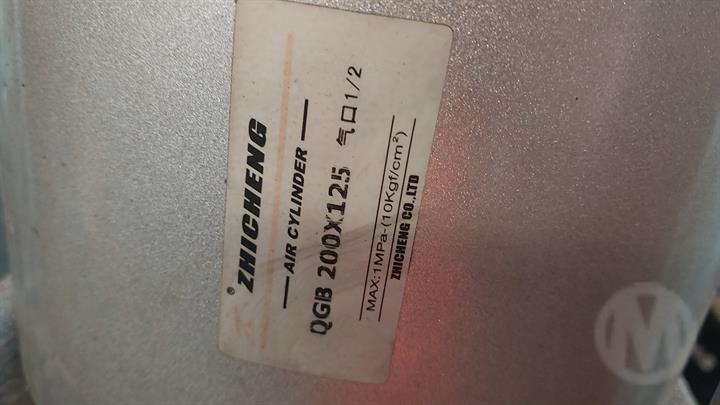 ZHICHENG
®
AIR CYLINDER
QGB 200X125 气口1/2
MAX:1MPa-(10Kgf/cm²)
ZHICHENG CO.,LTD
M